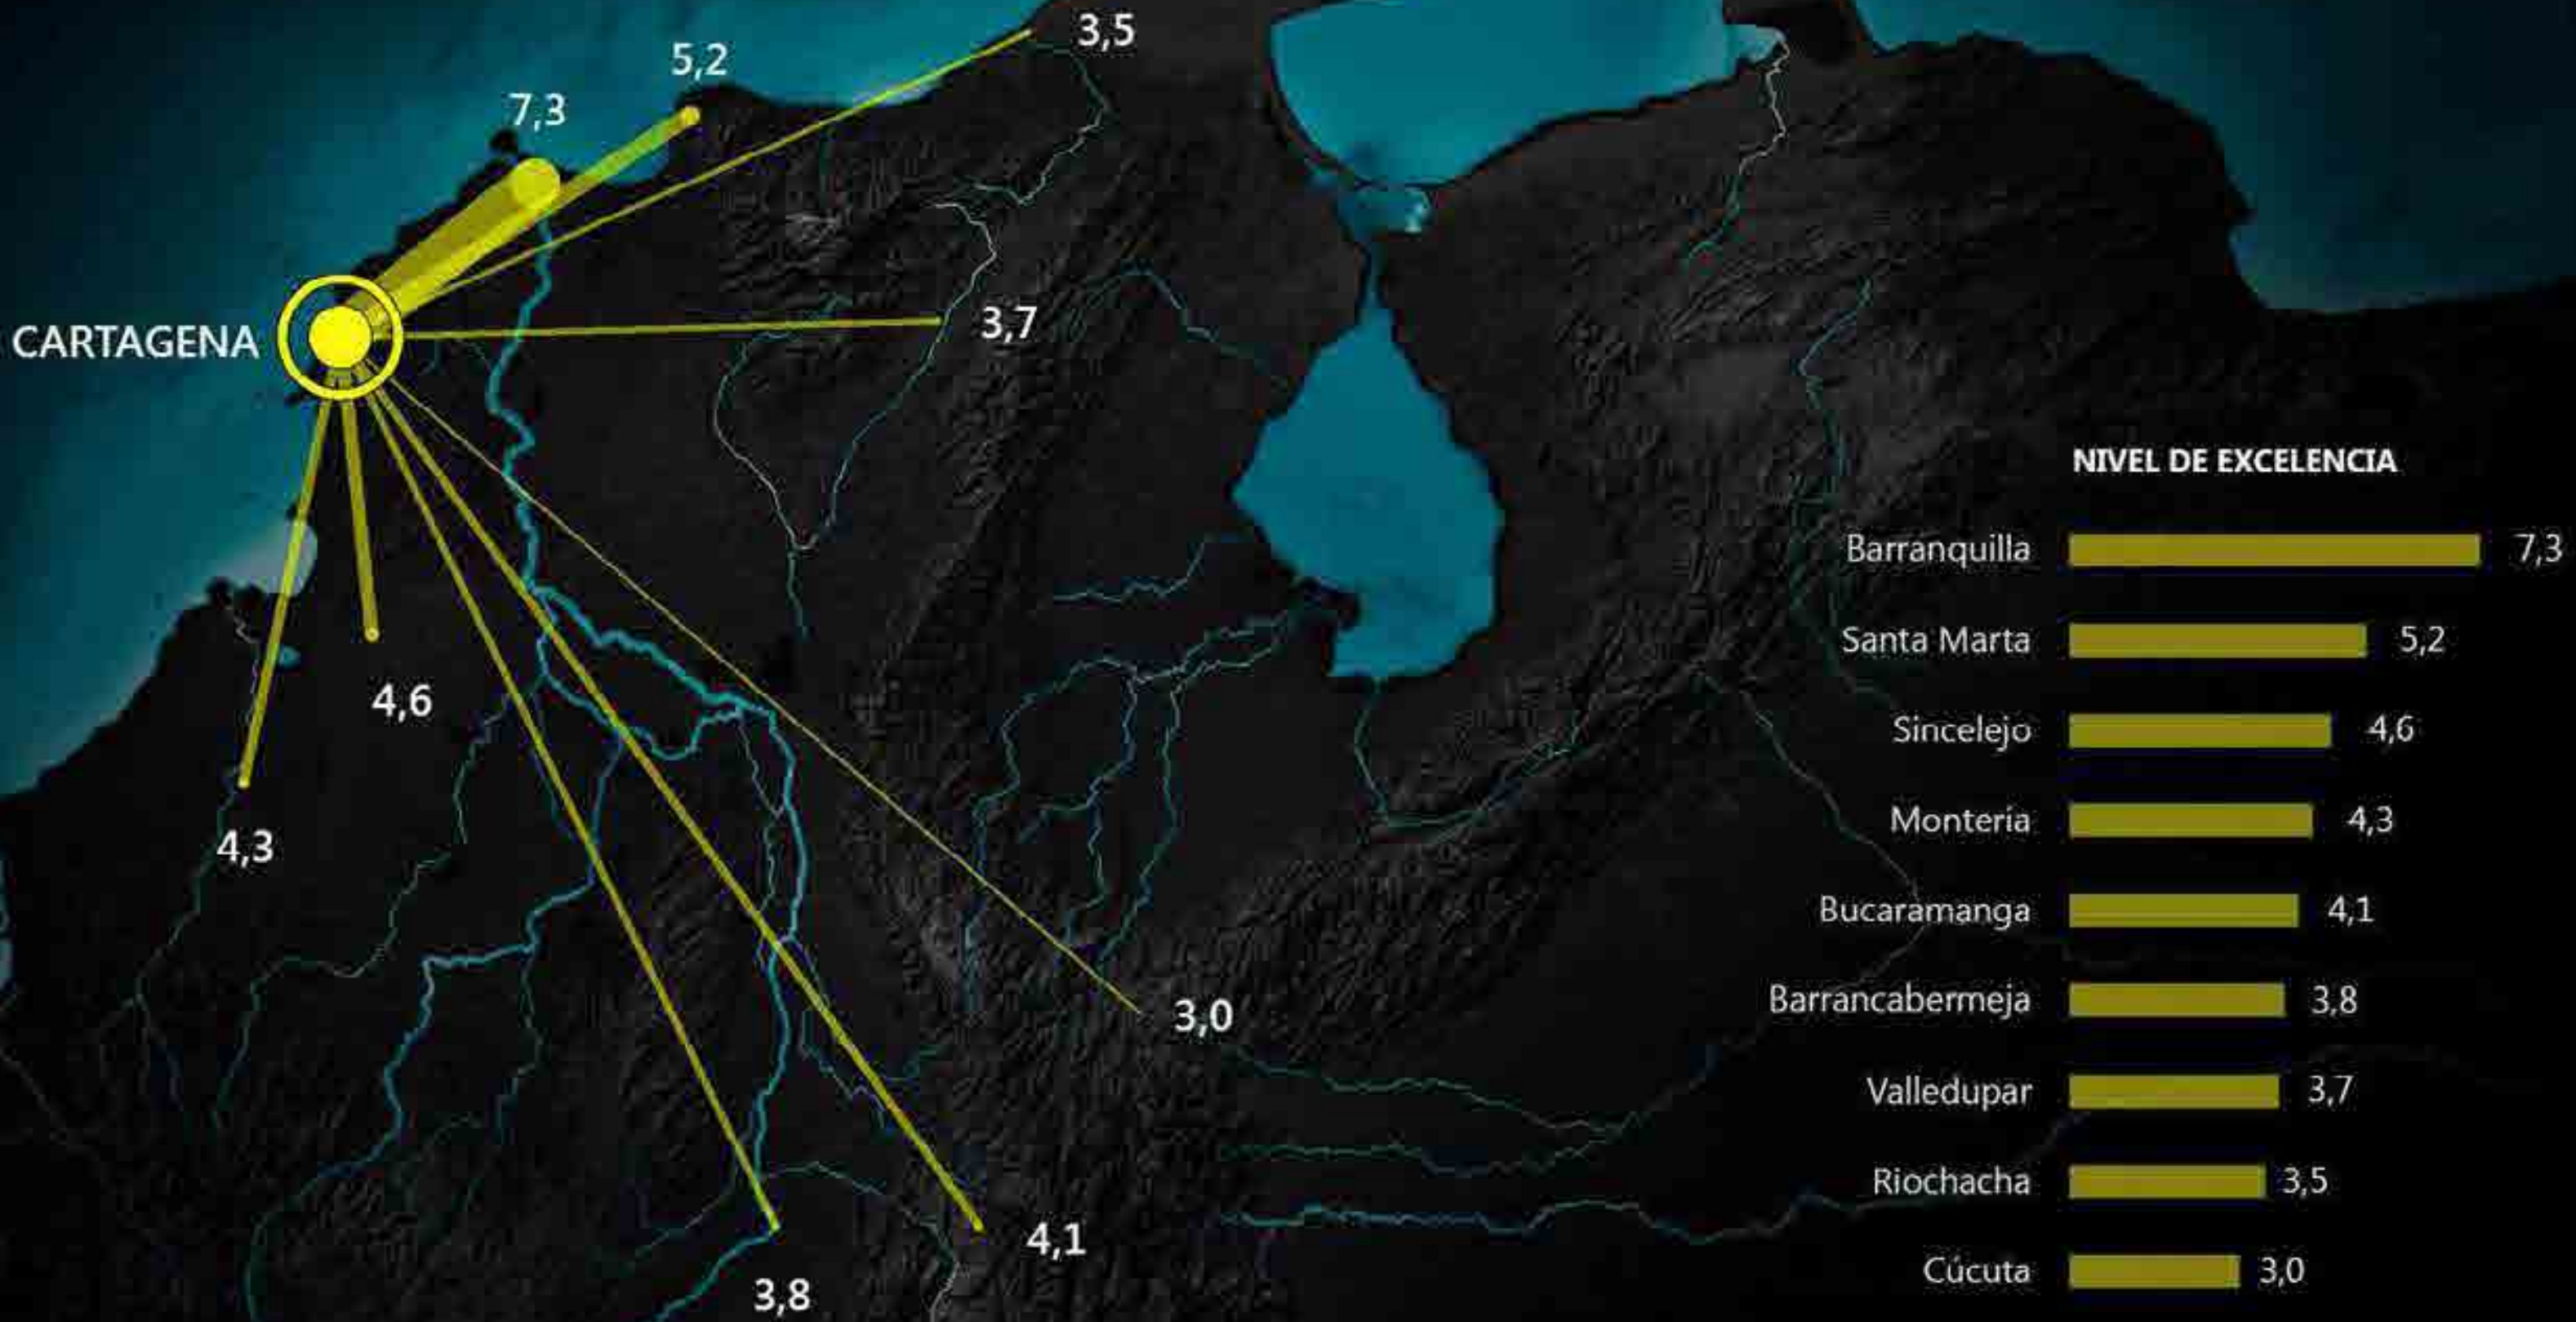 3,5
5,2
7,3
CARTAGENA
3,7
4,6
4,3
3,0
4,1
3,8
NIVEL DE EXCELENCIA
Barranquilla 7,3
Santa Marta 5,2
Sincelejo 4,6
Monteria 4,3
Bucaramanga 4,1
Barrancabermeja 3,8
Valledupar 3,7
Riochacha 3,5
Cúcuta 3,0